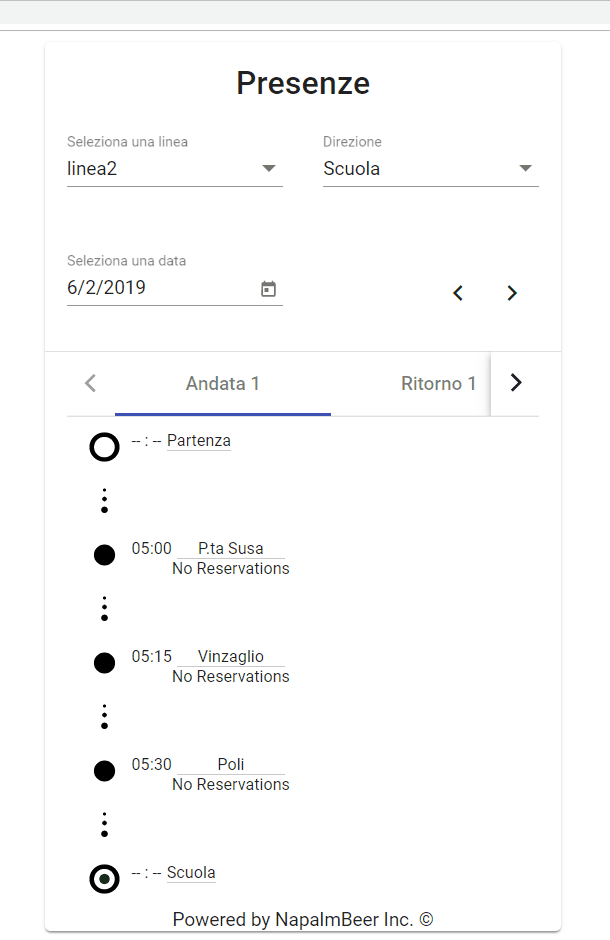 Presenze
Seleziona una linea
Direzione
linea2
Scuola
Seleziona una data
6/2/2019
Andata 1
Ritorno 1
-- : -- Partenza
05:00 P.ta Susa
No Reservations
05:15 Vinzaglio
No Reservations
05:30 Poli
No Reservations
-- : -- Scuola
Powered by NapalmBeer Inc. ©